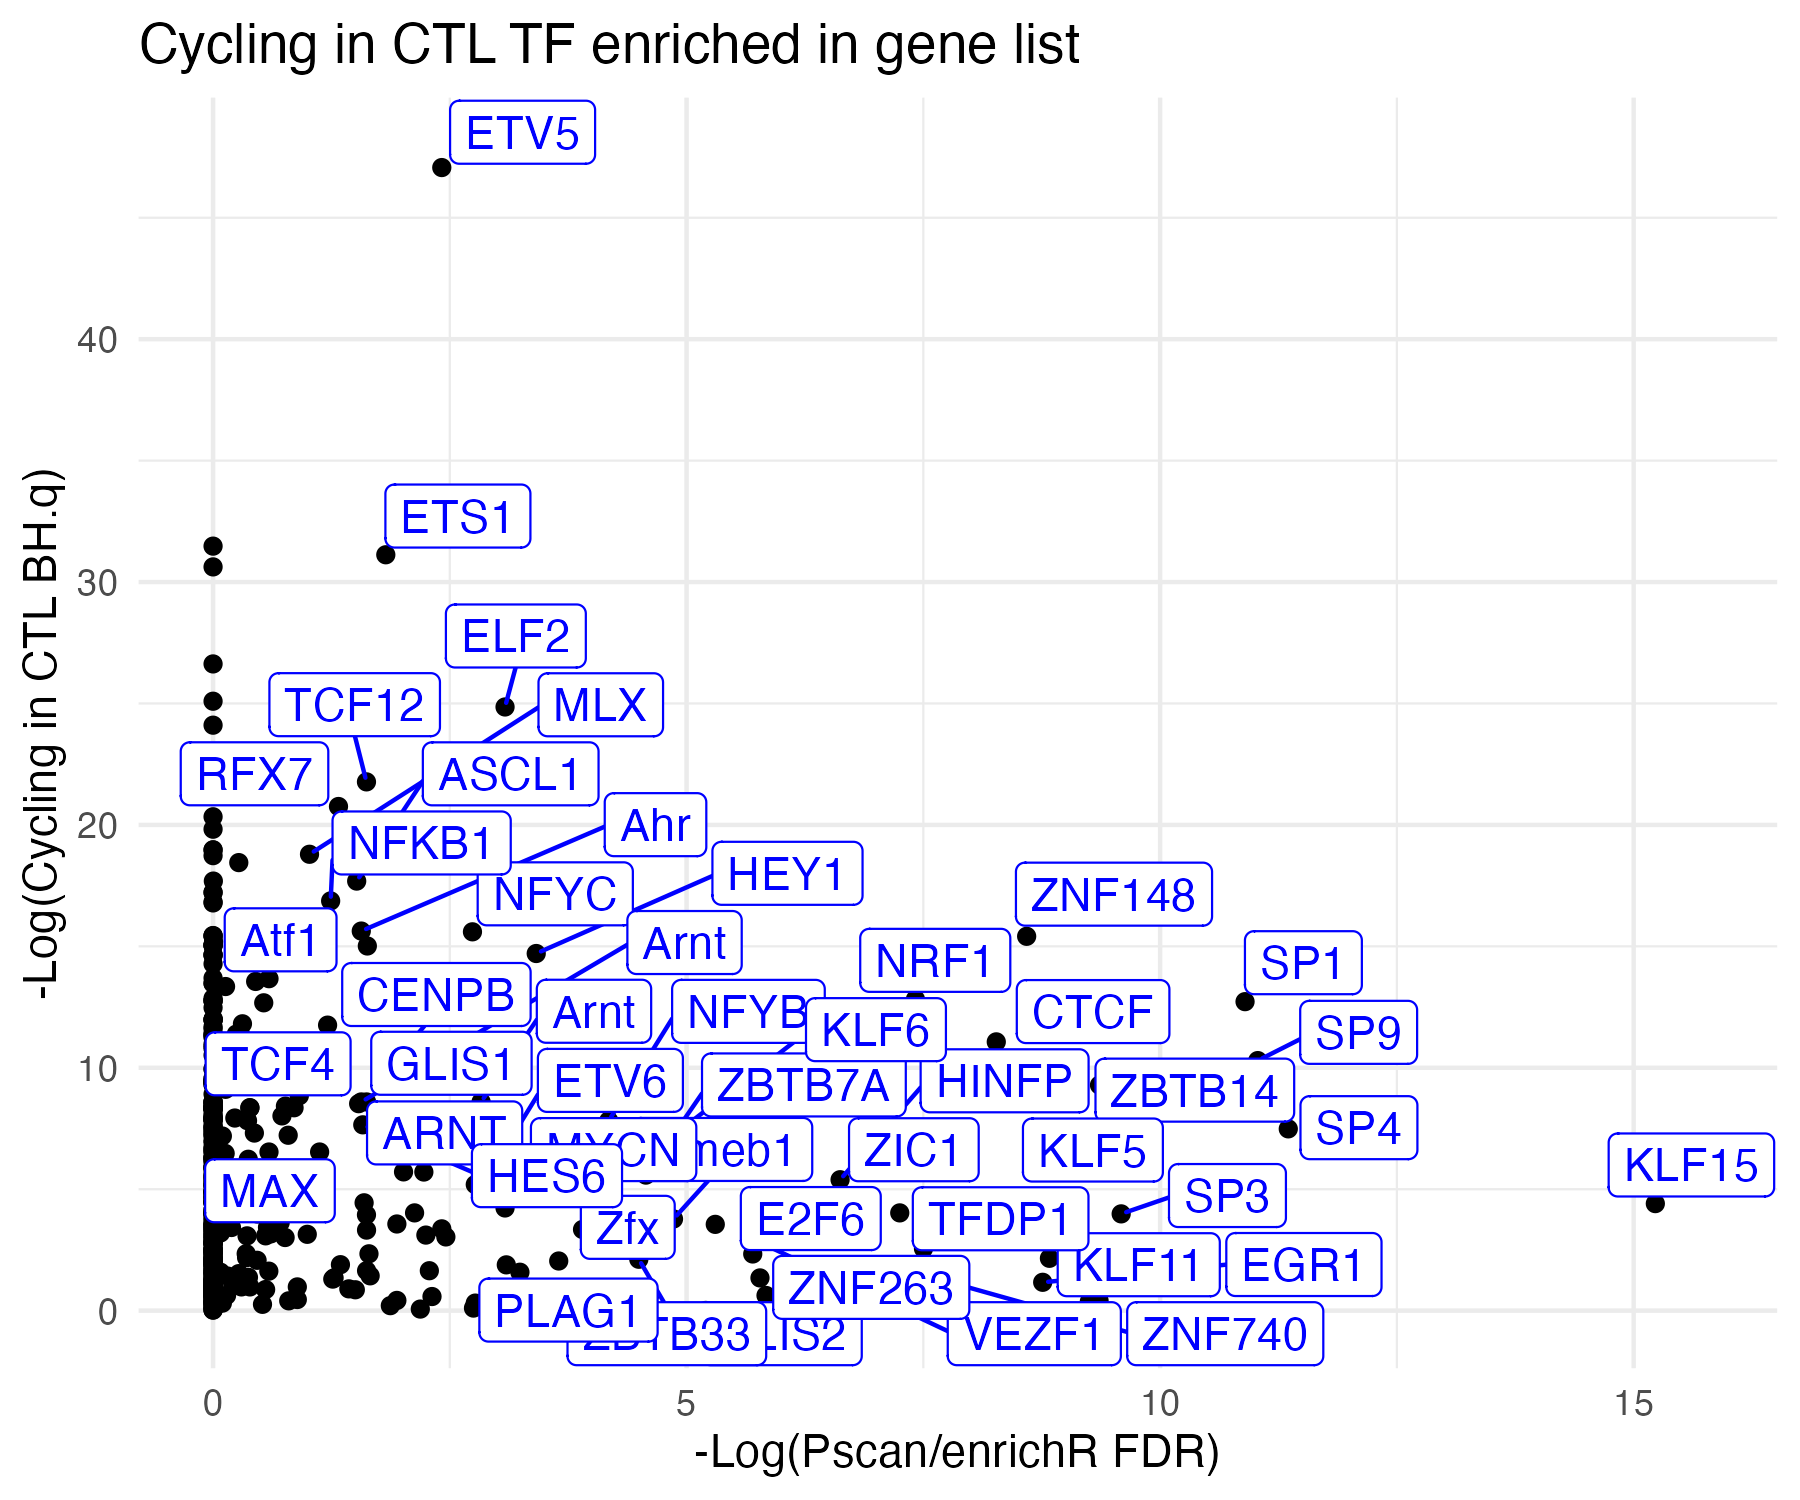 Cycling in CTL TF enriched in gene list
ETV5
40
-Log(Cycling in CTL BH.q)
ETS1
30
ELF2
TCF12
MLX
RFX7
ASCL1
20
Ahr
NFKB1
HEY1
NFYC
ZNF148
Atf1
Arnt
NRF1
SP1
CENPB
Arnt
NFYB
KLF6
CTCF
SP9
10
TCF4
GLIS1
ETV6
ZBTB7A
HINFP
ZBTB14
ARNT
MYCN
meb1
ZIC1
KLF5
SP4
KLF15
MAX
HES6
SP3
Zfx
E2F6
TFDP1
KLF11
EGR1
ZNF263
0
PLAG1
ZBTB33
LIS2
VEZF1
ZNF740
0
5
10
15
-Log(Pscan/enrichR FDR)